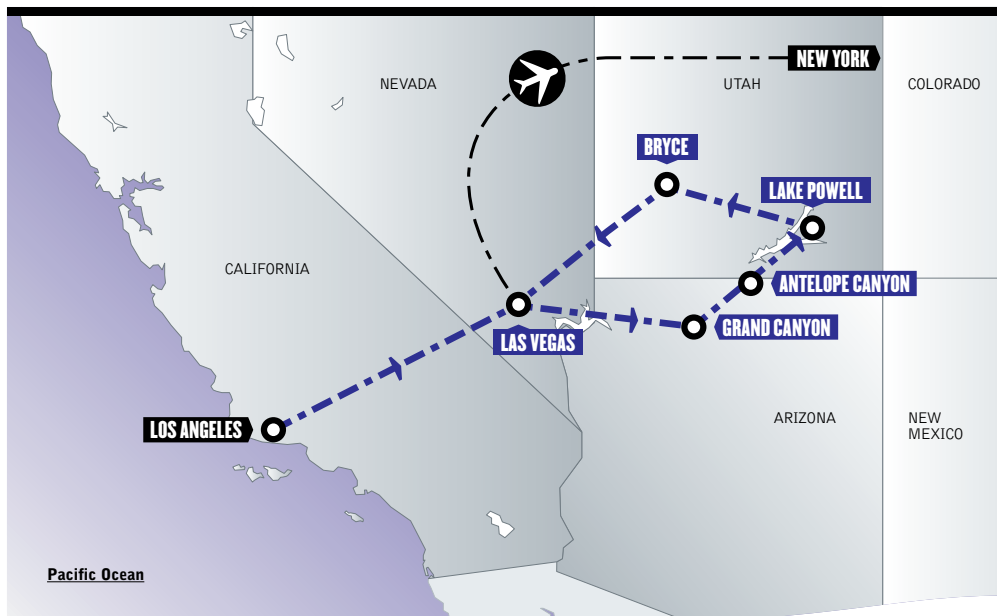 NEVADA
NEW YORK
UTAH
COLORADO
BRYCE
LAKE POWELL
CALIFORNIA
ANTELOPE CANYON
GRAND CANYON
LAS VEGAS
LOS ANGELES
ARIZONA
NEW
MEXICO
Pacific Ocean